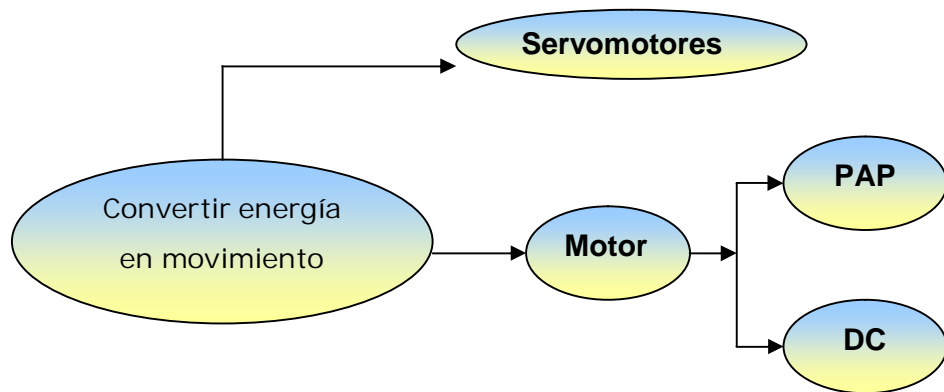 Servomotores
Convertir energía
en movimiento
Motor
PAP
DC